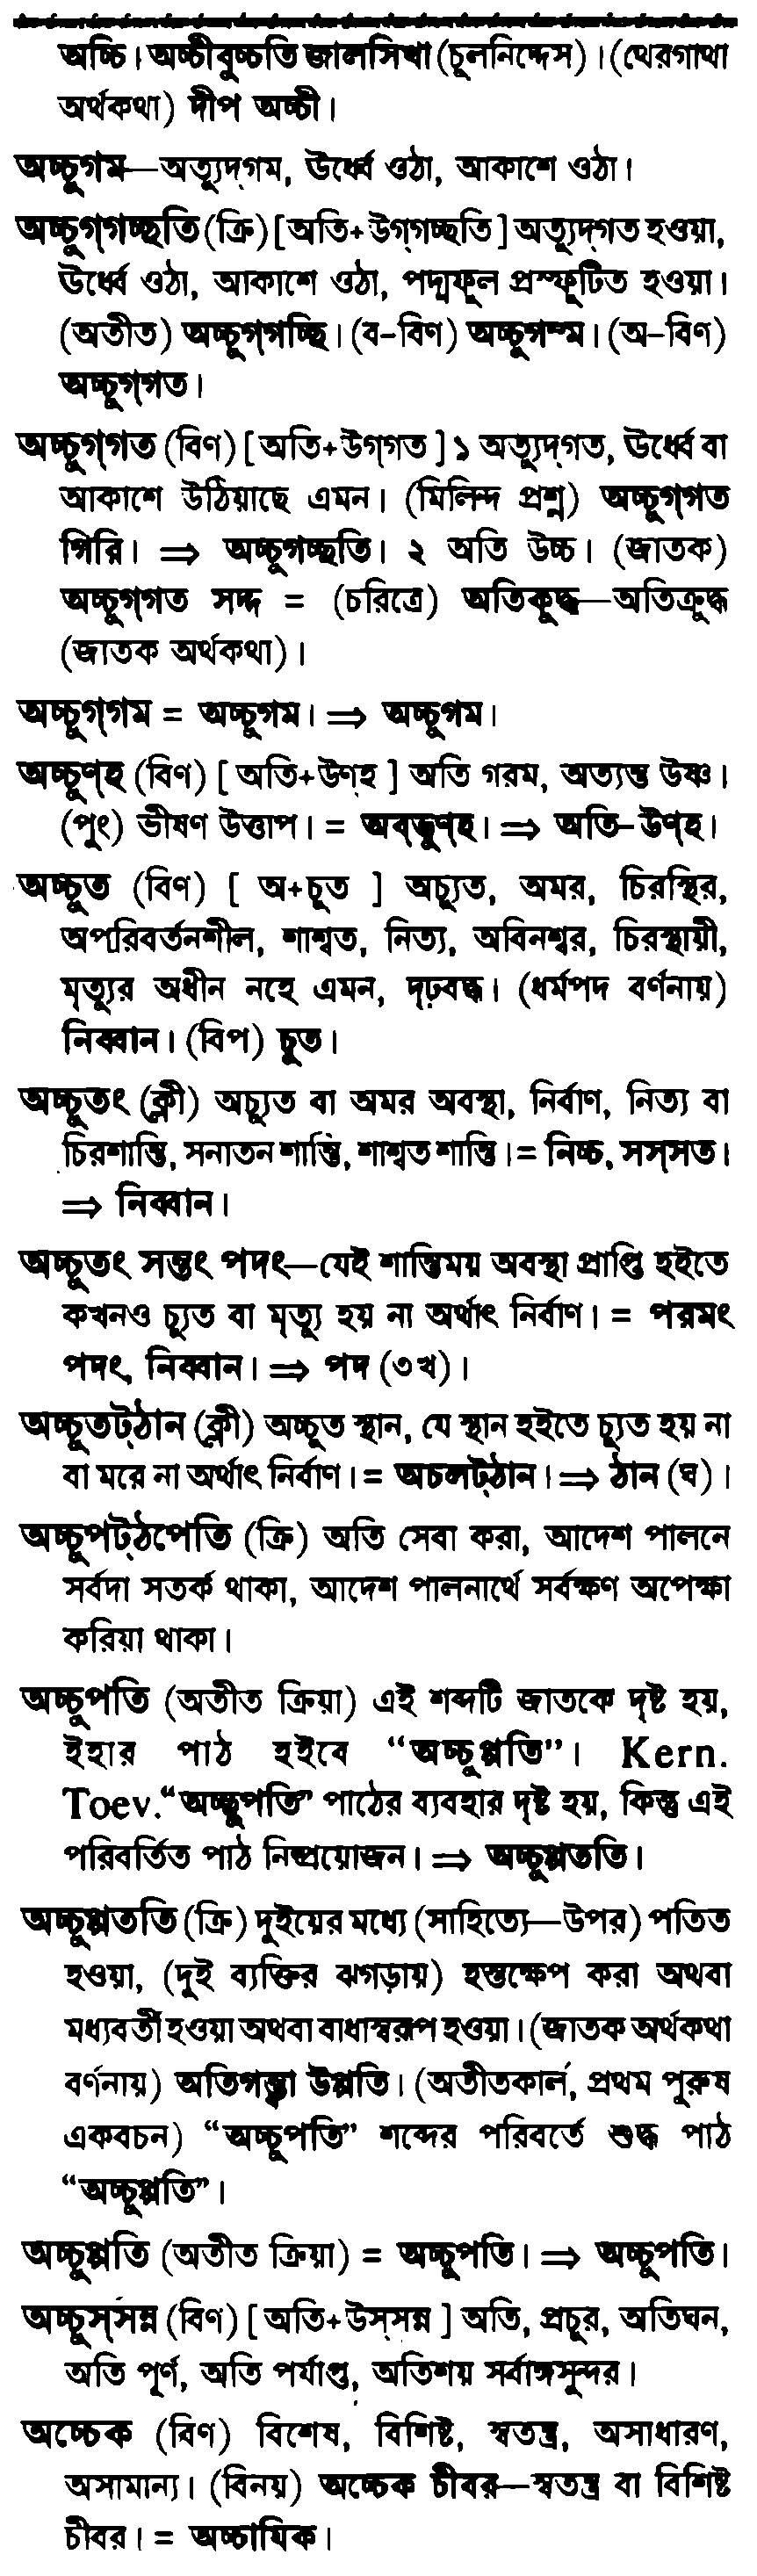 অচ্চি। অচ্চীবুচ্চতি জালসিখা (চূলনিদ্দেস)। (থেরগাথা
অর্থকথা) দীপ অচ্চী।
অচ্চুগম—অত্যুদ্গম, ঊর্ধ্বে ওঠা, আকাশে ওঠা।
অচ্চুগ্গচ্ছতি (ক্রি) [অতি+উগ্গচ্ছতি] অত্যুদ্গত হওয়া,
ঊর্ধ্বে ওঠা, আকাশে ওঠা, পদ্মফুল প্রস্ফুটিত হওয়া।
(অতীত) অচ্চুগ্গচ্ছি। (ব-বিণ) অচ্চুগম্ম। (অ-বিণ)
অচ্চুগ্গত।
অচ্চুগ্গত (বিণ) [অতি+উগ্গত] ১ অত্যুদ্গত, ঊর্ধ্বে বা
আকাশে উঠিয়াছে এমন। (মিলিন্দ প্রশ্ন) অচ্চুগ্গত
গিরি। ⇒ অচ্চুগচ্ছতি। ২ অতি উচ্চ। (জাতক)
অচ্চুগ্গত সদ্দ = (চরিত্রে) অতিকুদ্ধ—অতিক্রুদ্ধ
(জাতক অর্থকথা)।
অচ্চুগ্গম = অচ্চুগম। ⇒ অচ্চুগম।
অচ্চুণ্হ (বিণ) [অতি+উণ্হ] অতি গরম, অত্যন্ত উষ্ণ।
(পুং) ভীষণ উত্তাপ। = অব্ভুণ্হ। ⇒ অতি-উণ্হ।
অচ্চুত (বিণ) [অ+চুত] অচ্যুত, অমর, চিরস্থির,
অপরিবর্তনশীল, শাশ্বত, নিত্য, অবিনশ্বর, চিরস্থায়ী,
মৃত্যুর অধীন নহে এমন, দৃঢ়বদ্ধ। (ধর্মপদ বর্ণনায়)
নিব্বান। (বিপ) চুত।
অচ্চুতং (ক্লী) অচ্যুত বা অমর অবস্থা, নির্বাণ, নিত্য বা
চিরশান্তি, সনাতন শান্তি, শাশ্বত শান্তি। = নিচ্চ, সস্সত।
⇒ নিব্বান।
অচ্চুতং সন্তং পদং—যেই শান্তিময় অবস্থা প্রাপ্তি হইতে
কখনও চ্যুত বা মৃত্যু হয় না অর্থাৎ নির্বাণ। = পরমং
পদং, নিব্বান। ⇒ পদ (৩খ)।
অচ্চুতট্ঠান (ক্লী) অচ্চুত স্থান, যে স্থান হইতে চ্যুত হয় না
বা মরে না অর্থাৎ নির্বাণ। = অচলট্ঠান। ⇒ ঠান (ঘ)।
অচ্চুপট্ঠপেতি (ক্রি) অতি সেবা করা, আদেশ পালনে
সর্বদা সতর্ক থাকা, আদেশ পালনার্থে সর্বক্ষণ অপেক্ষা
করিয়া থাকা।
অচ্চুপতি (অতীত ক্রিয়া) এই শব্দটি জাতকে দৃষ্ট হয়,
ইহার পাঠ হইবে “অচ্চুপ্পতি”। Kern.
Toev. “অচ্ছুপতি” পাঠের ব্যবহার দৃষ্ট হয়, কিন্তু এই
পরিবর্তিত পাঠ নিষ্প্রয়োজন। ⇒ অচ্চুপ্পততি।
অচ্চুপ্পততি (ক্রি) দুইয়ের মধ্যে (সাহিত্যে—উপর) পতিত
হওয়া, (দুই ব্যক্তির ঝগড়ায়) হস্তক্ষেপ করা অথবা
মধ্যবর্তী হওয়া অথবা বাধাস্বরূপ হওয়া। (জাতক অর্থকথা
বর্ণনায়) অতিগন্ত্বা উপ্পতি। (অতীতকাল, প্রথম পুরুষ
একবচন) “অচ্চুপতি” শব্দের পরিবর্তে শুদ্ধ পাঠ
“অচ্চুপ্পতি”।
অচ্চুপ্পতি (অতীত ক্রিয়া) = অচ্চুপতি। ⇒ অচ্চুপতি।
অচ্চুস্সন্ন (বিণ) [অতি+উস্সন্ন] অতি, প্রচুর, অতিঘন,
অতি পূর্ণ, অতি পর্যাপ্ত, অতিশয় সর্বাঙ্গসুন্দর।
অচ্চেক (বিণ) বিশেষ, বিশিষ্ট, স্বতন্ত্র, অসাধারণ,
অসামান্য। (বিনয়) অচ্চেক চীবর—স্বতন্ত্র বা বিশিষ্ট
চীবর। = অচ্চাযিক।